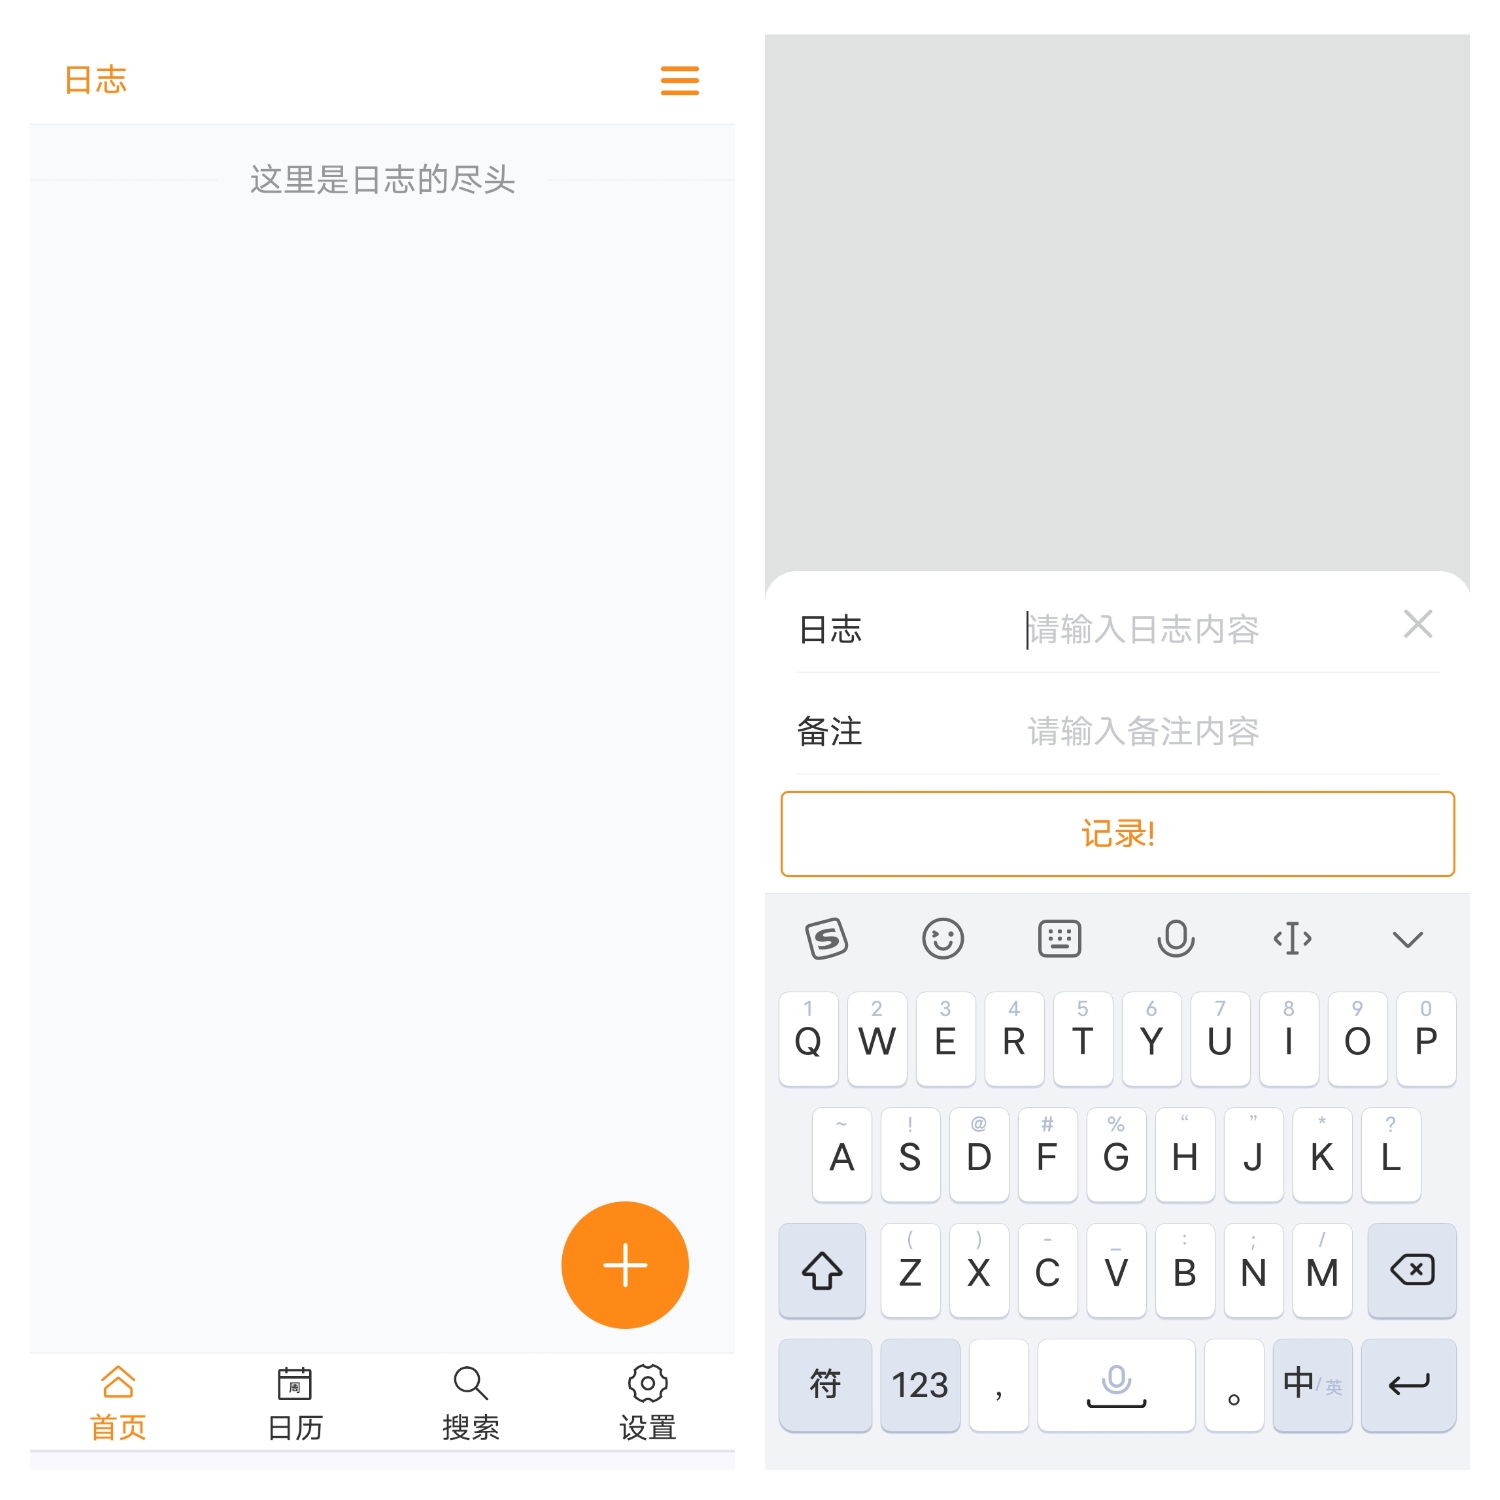 日志
这里是日志的尽头
周
首页 日历 搜索 设置
日志 请输入日志内容
备注 请输入备注内容
记录!
S
1 2 3 4 5 6 7 8 9 0
Q W E R T Y U I O P
~ ! @ # % “ ” * ?
A S D F G H J K L
( ) - _ : ; /
Z X C V B N M
符 123 , 。 中/英